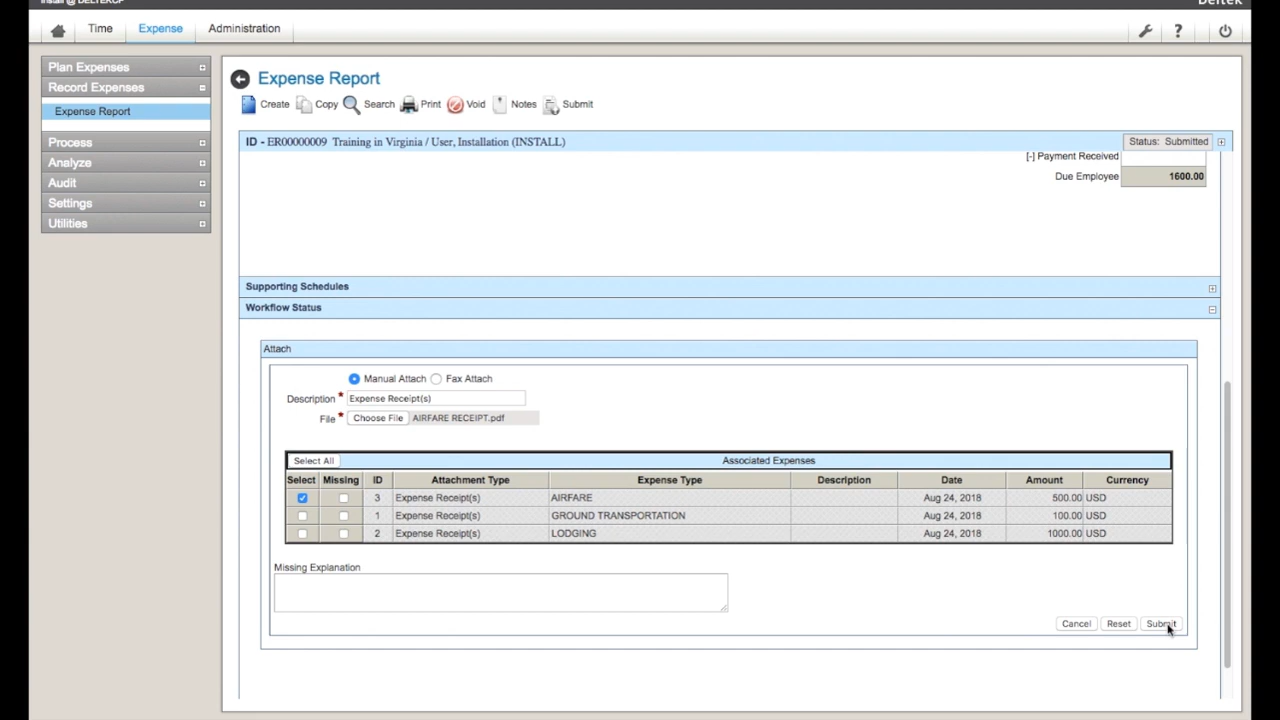 Install @ DELTEKCP
Deltek
Time Expense Administration ?
Plan Expenses
Record Expenses
Expense Report
Process
Analyze
Audit
Settings
Utilities
Expense Report
Create Copy Search Print Void Notes Submit
ID - ER00000009 Training in Virginia / User, Installation (INSTALL) Status: Submitted
[-] Payment Received
Due Employee 1600.00
Supporting Schedules
Workflow Status
Attach
Manual Attach Fax Attach
Description * Expense Receipt(s)
File * Choose File AIRFARE RECEIPT.pdf
Select All Associated Expenses
Select Missing ID Attachment Type Expense Type Description Date Amount Currency
3 Expense Receipt(s) AIRFARE Aug 24, 2018 500.00 USD
1 Expense Receipt(s) GROUND TRANSPORTATION Aug 24, 2018 100.00 USD
2 Expense Receipt(s) LODGING Aug 24, 2018 1000.00 USD
Missing Explanation
Cancel Reset Submit